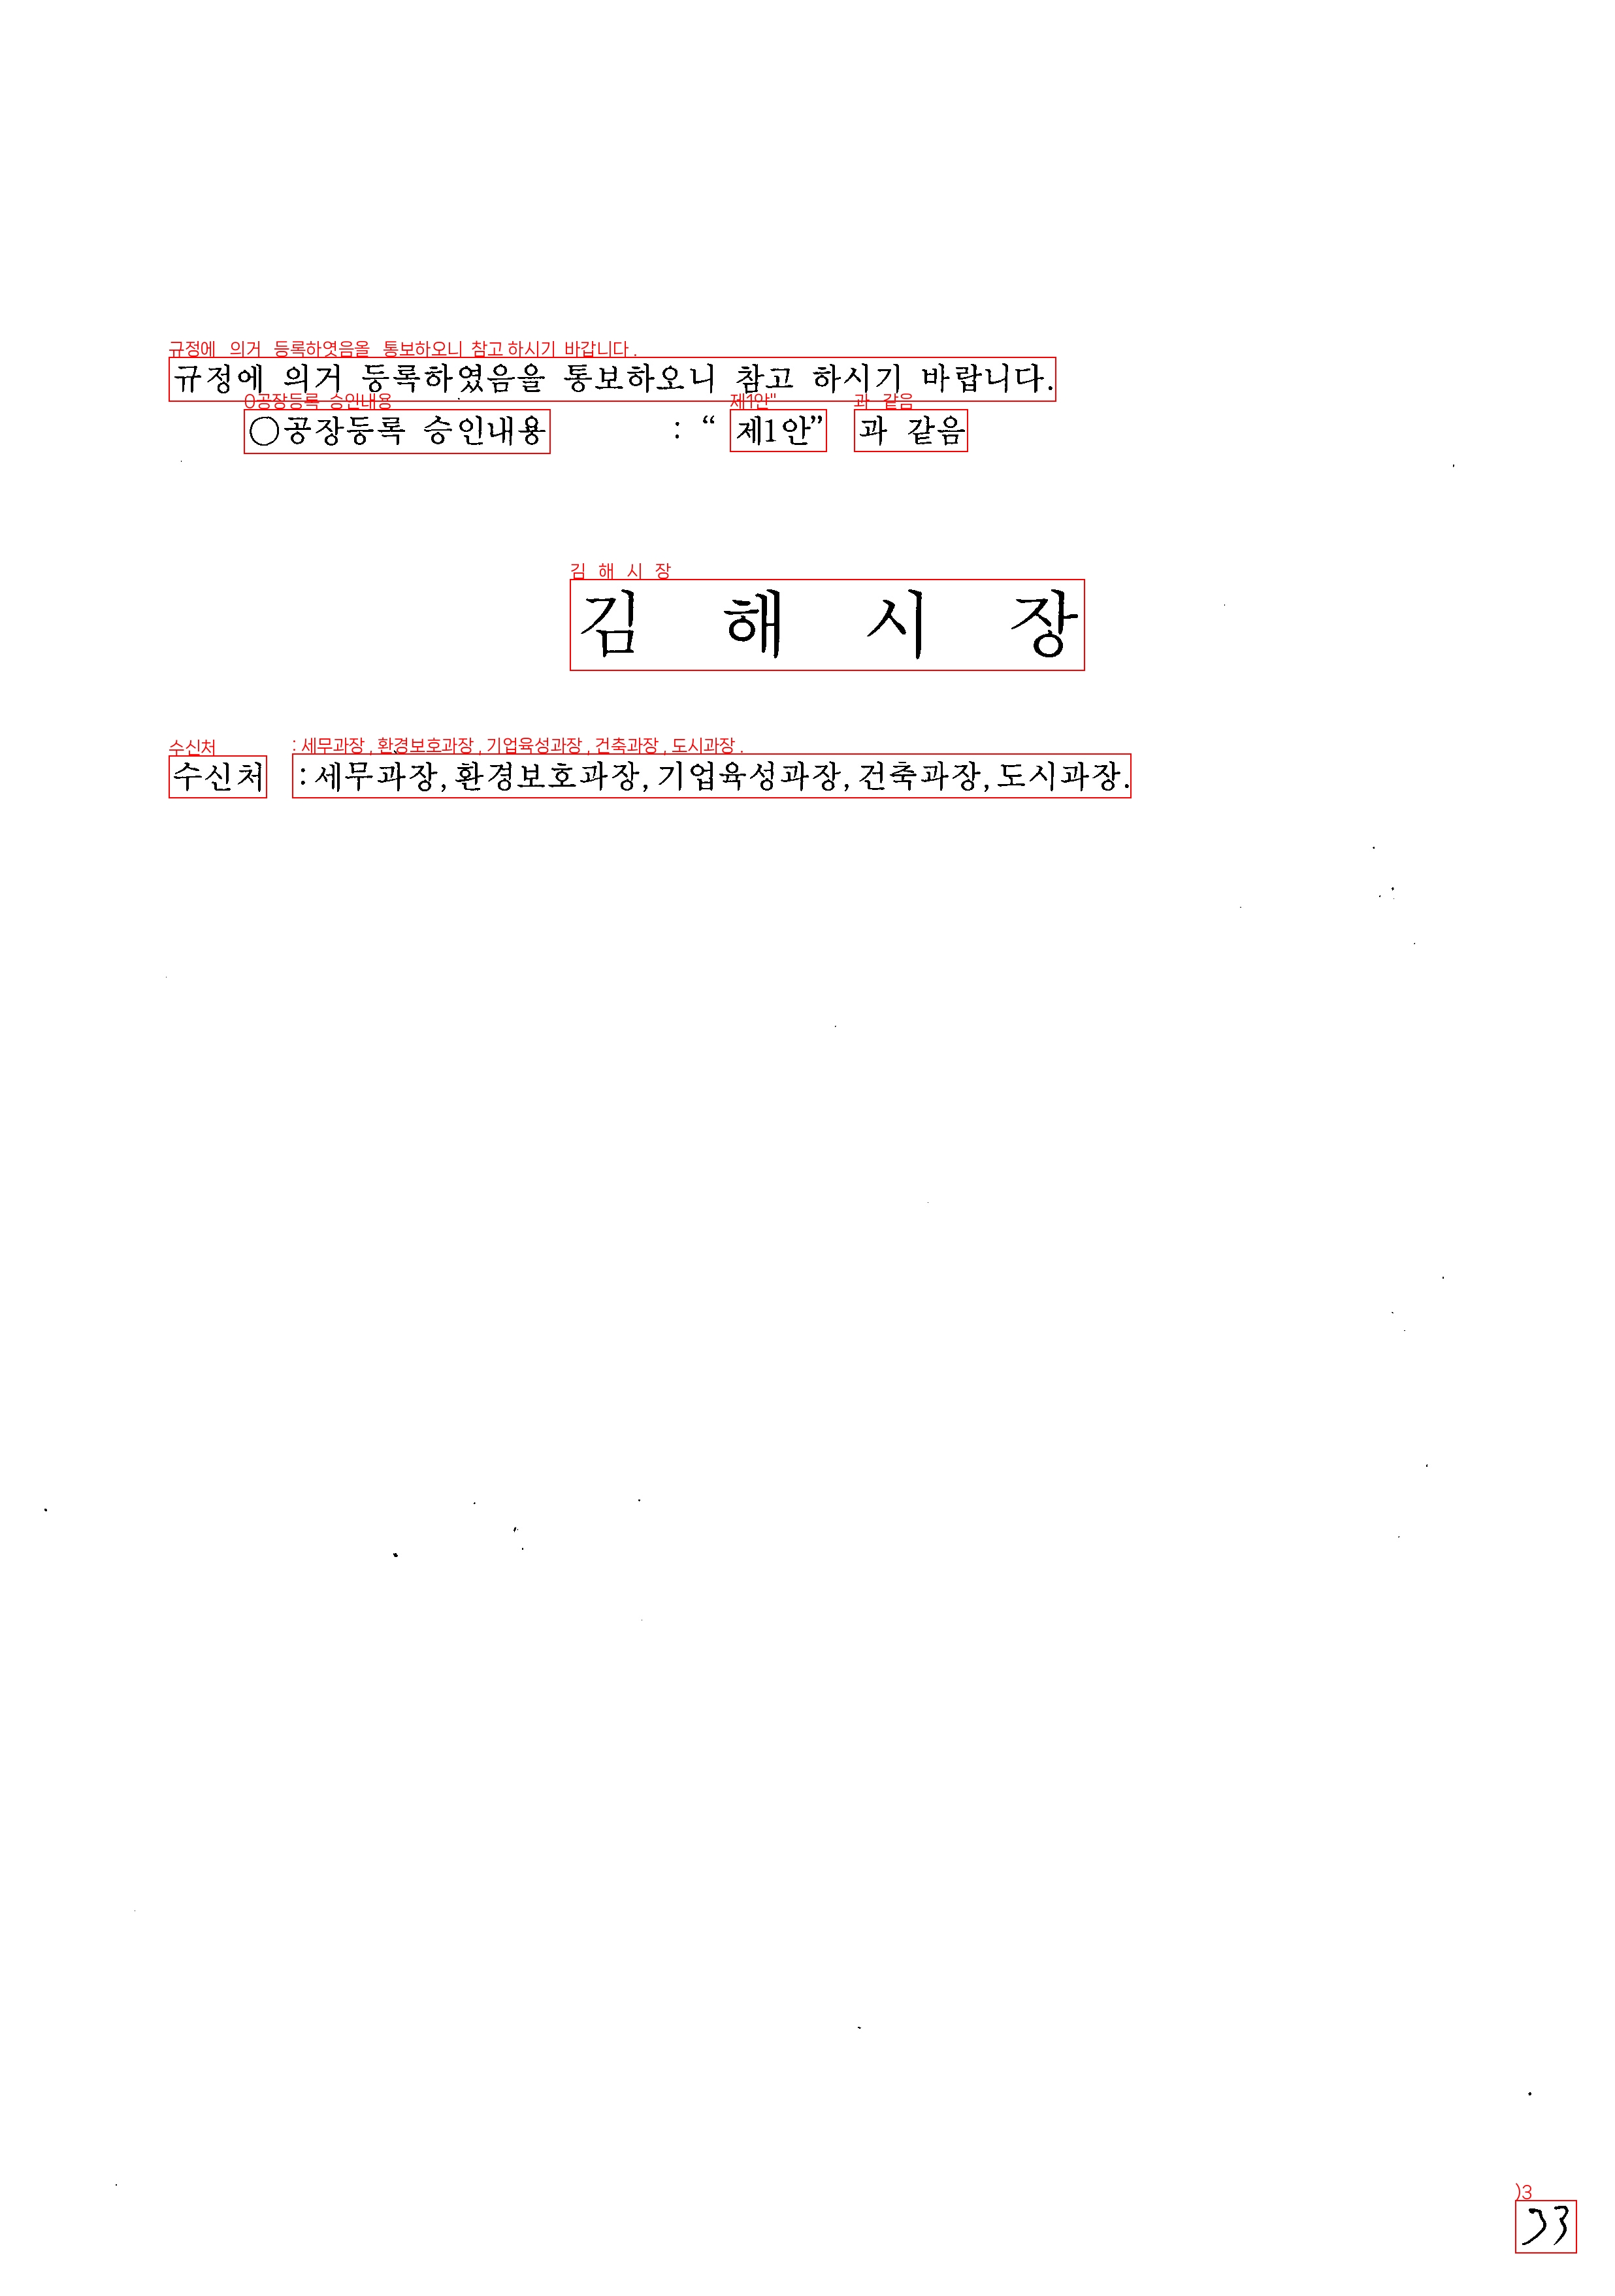 규정에 의거 등록하였음을 통보하오니 참고 하시기 바랍니다.
○공장등록 승인내용 : “ 제1안” 과 같음
김 해 시 장
수신처 : 세무과장, 환경보호과장, 기업육성과장, 건축과장, 도시과장.